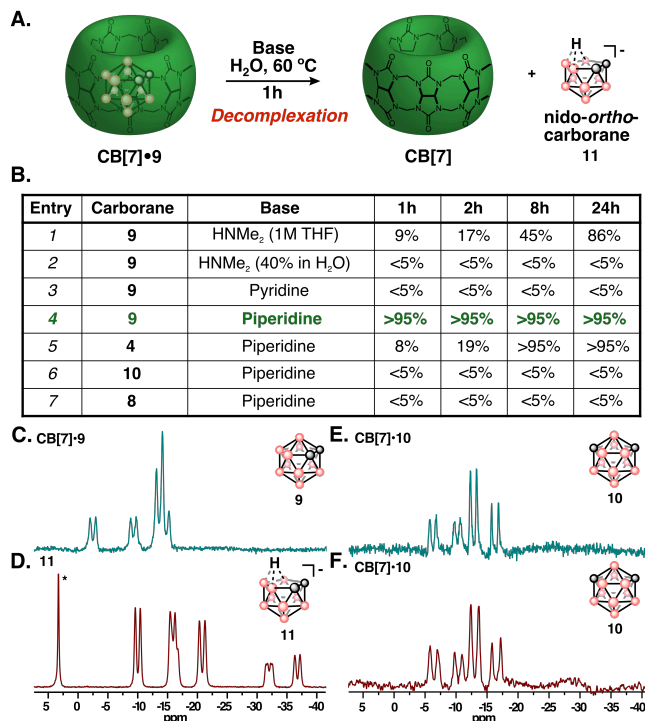 A.
Base
H2O, 60 ºC
1h
Decomplexation
+
H
-
CB[7]•9
CB[7]
nido-ortho-
carborane
11
B.
Entry Carborane Base 1h 2h 8h 24h
1 9 HNMe2 (1M THF) 9% 17% 45% 86%
2 9 HNMe2 (40% in H2O) <5% <5% <5% <5%
3 9 Pyridine <5% <5% <5% <5%
4 9 Piperidine >95% >95% >95% >95%
5 4 Piperidine 8% 19% >95% >95%
6 10 Piperidine <5% <5% <5% <5%
7 8 Piperidine <5% <5% <5% <5%
C. CB[7]•9
9
E. CB[7]•10
10
D. 11
*
H
-
11
5 0 -5 -10 -15 -20 -25 -30 -35 -40
ppm
F. CB[7]•10
10
5 0 -5 -10 -15 -20 -25 -30 -35 -40
ppm